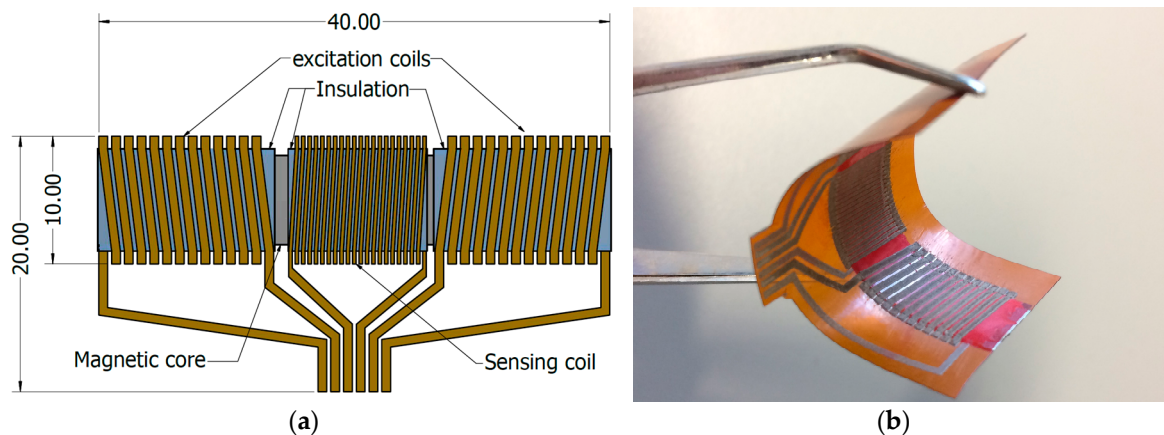 40.00
excitation coils
Insulation
20.00
10.00
Magnetic core
Sensing coil
(a)
(b)